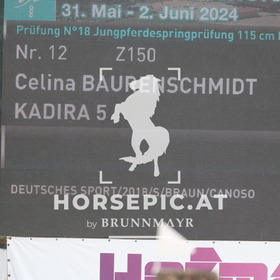 31. Mai - 2. Juni 2024
Prüfung N°18 Jungpferdespringprüfung 115 cm
Nr. 12 Z150
Celina BAUERNSCHMIDT
KADIRA 5
DEUTSCHES SPORT/2018/S/BRAUN/CANOSO
HORSEPIC.AT
by BRUNNMAYR